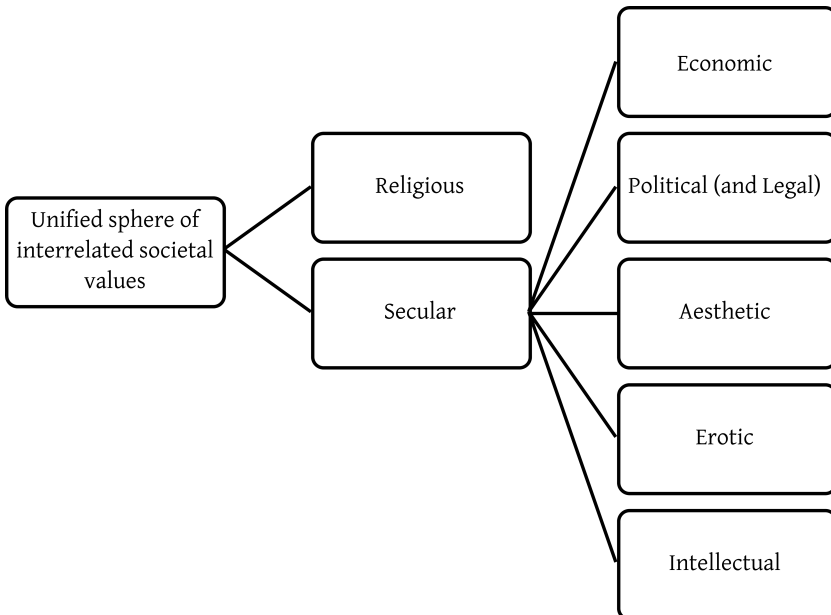 Unified sphere of
interrelated societal
values
Religious
Secular
Economic
Political (and Legal)
Aesthetic
Erotic
Intellectual